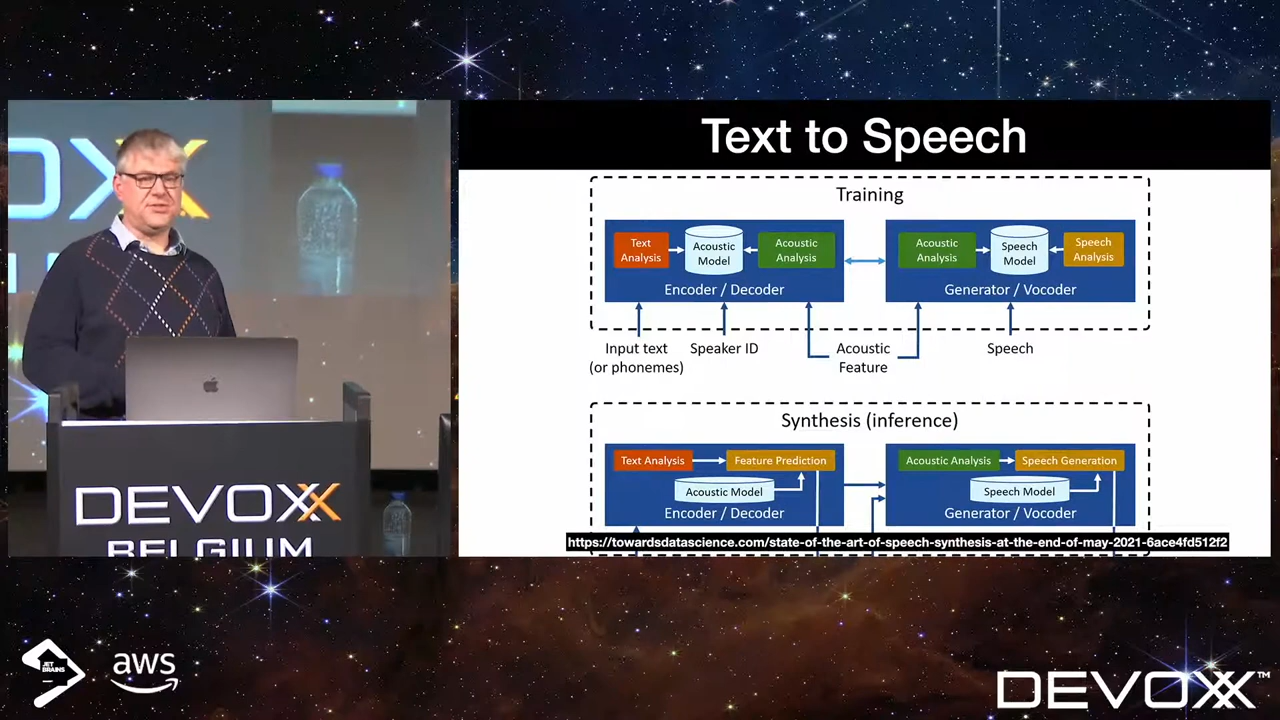 OXX
Text to Speech
Training
Text
Analysis
Acoustic
Model
Acoustic
Analysis
Encoder / Decoder
Acoustic
Analysis
Speech
Model
Speech
Analysis
Generator / Vocoder
Input text
(or phonemes)
Speaker ID
Acoustic
Feature
Speech
Synthesis (inference)
Text Analysis
Feature Prediction
Acoustic Model
Encoder / Decoder
Acoustic Analysis
Speech Generation
Speech Model
Generator / Vocoder
https://towardsdatascience.com/state-of-the-art-of-speech-synthesis-at-the-end-of-may-2021-6ace4fd512f2
DEVOXX
BELGIUM
JET
BRAINS
aws
DEVOXX™